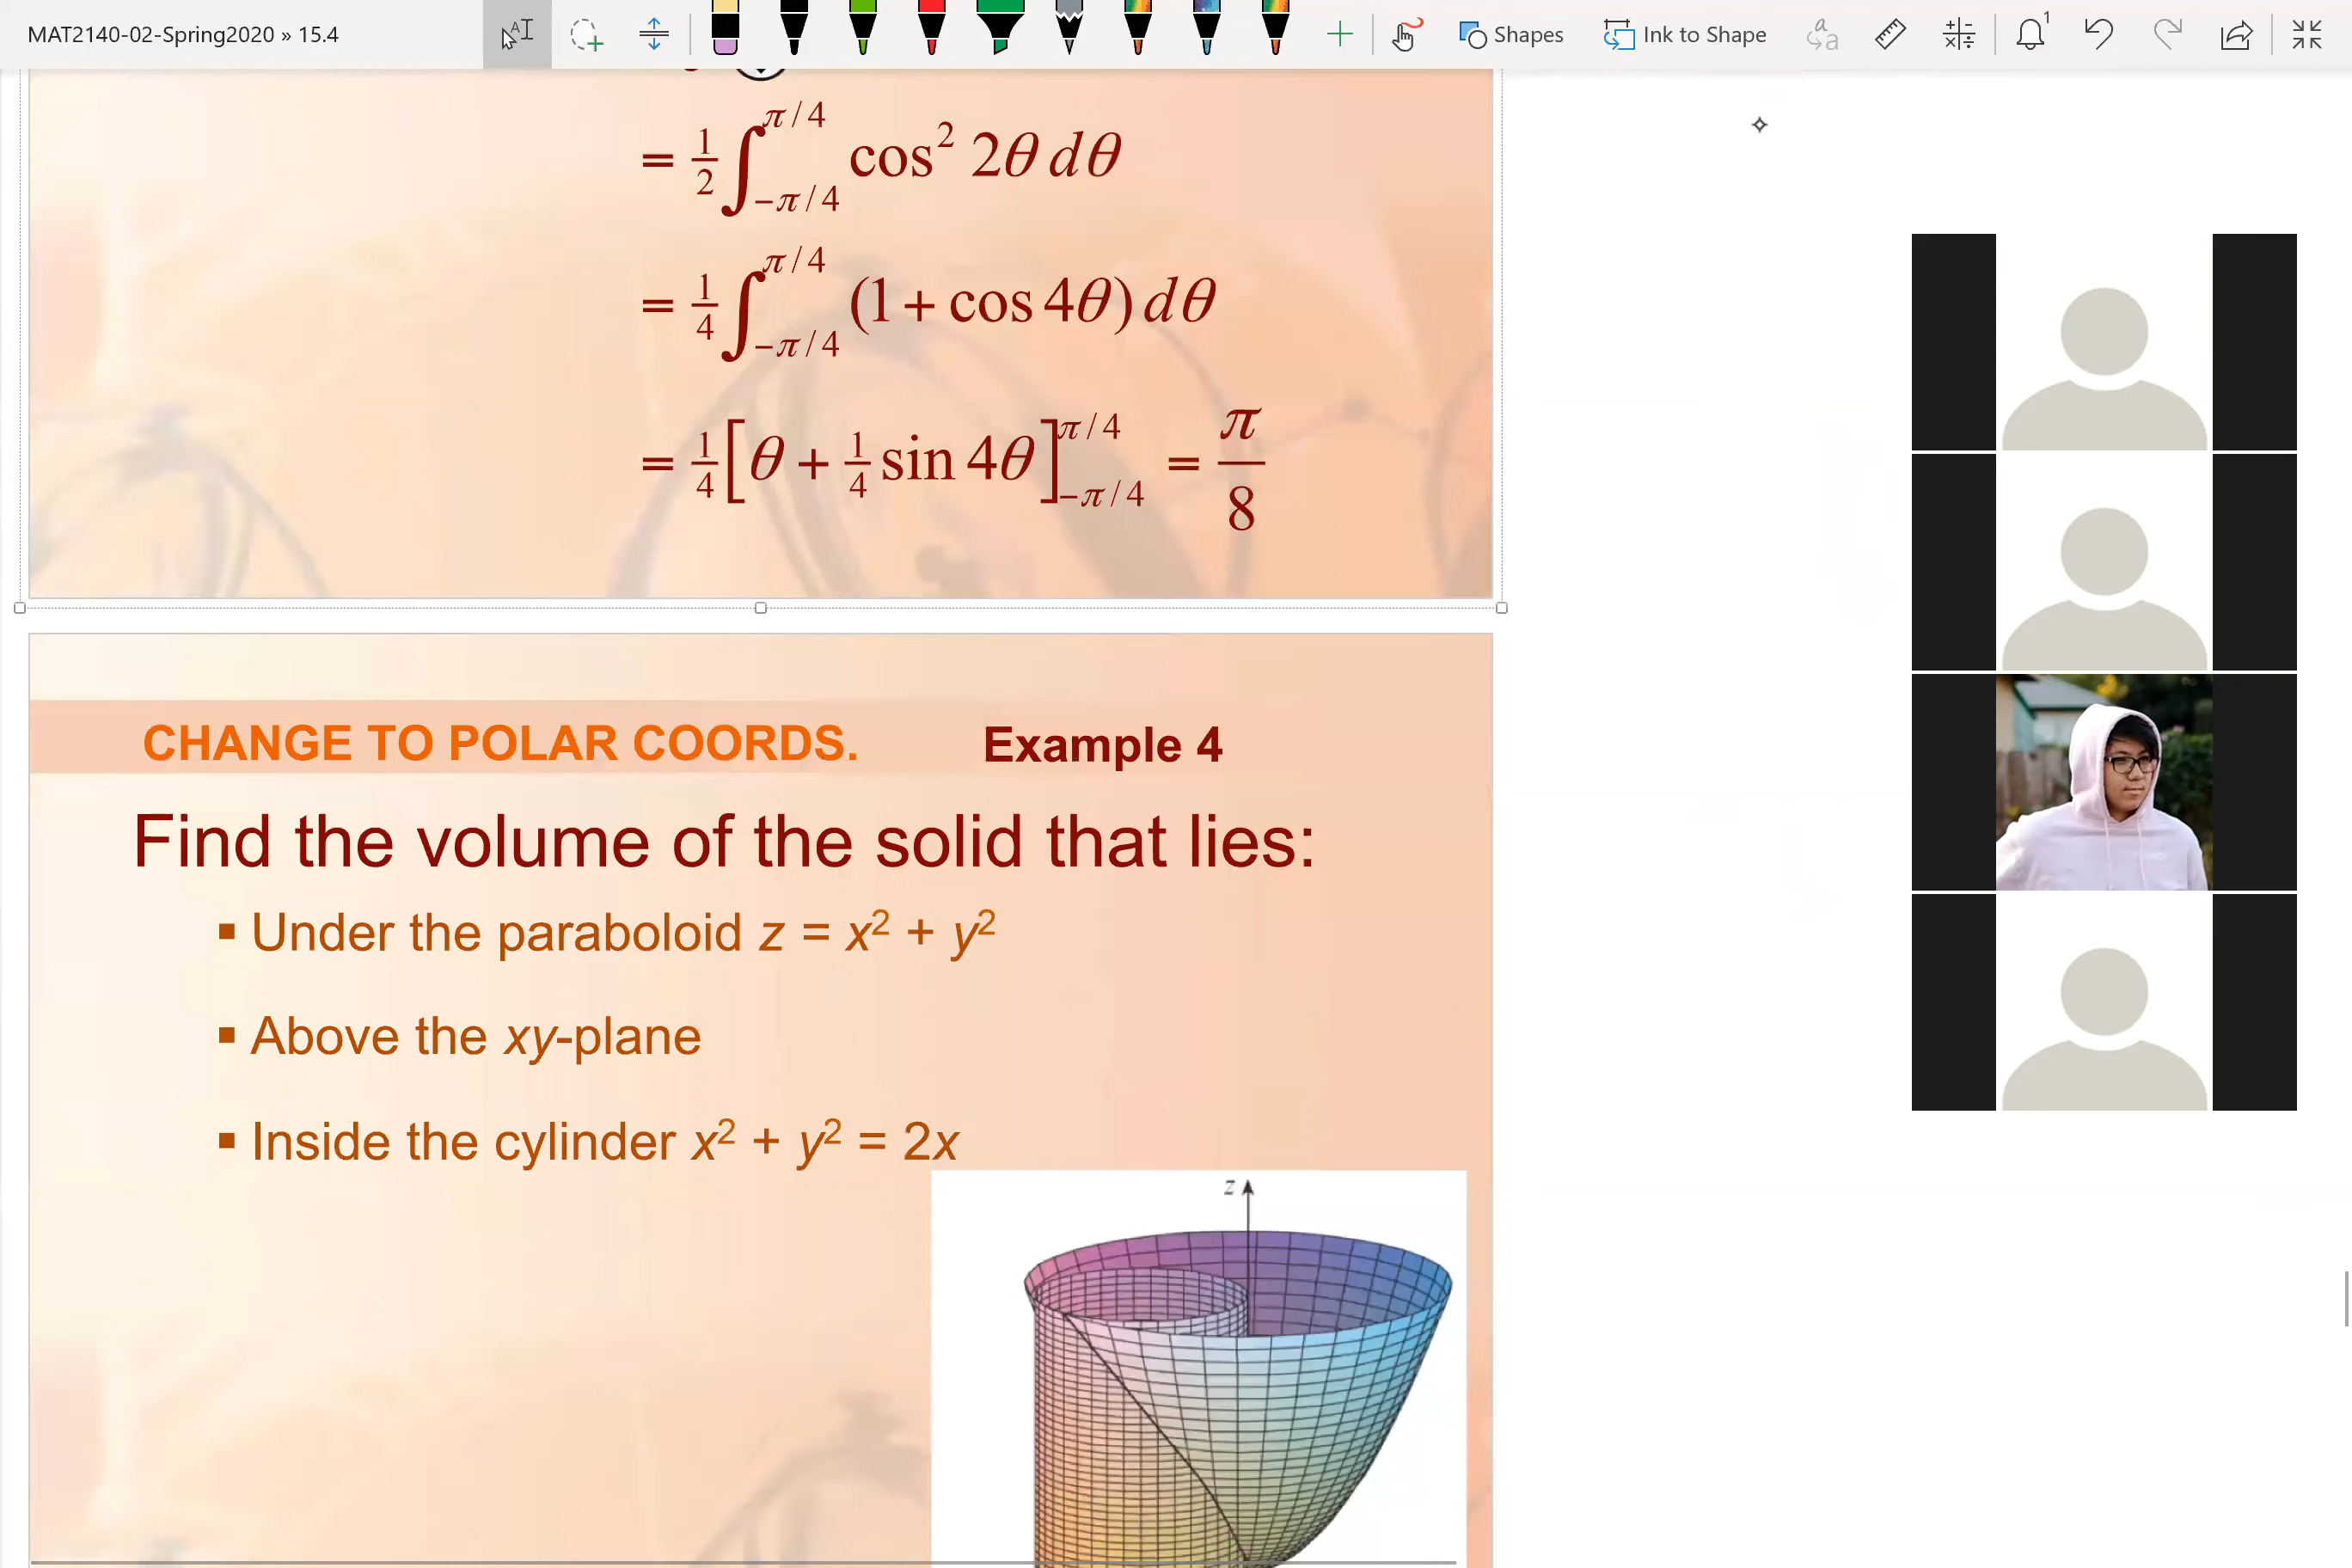 MAT2140-02-Spring2020 » 15.4
Shapes
Ink to Shape
1
= 1/2 ∫_{-π/4}^{π/4} cos² 2θ dθ
= 1/4 ∫_{-π/4}^{π/4} (1 + cos 4θ) dθ
= 1/4 [θ + 1/4 sin 4θ]_{-π/4}^{π/4} = π/8
CHANGE TO POLAR COORDS. Example 4
Find the volume of the solid that lies:
▪ Under the paraboloid z = x² + y²
▪ Above the xy-plane
▪ Inside the cylinder x² + y² = 2x
z